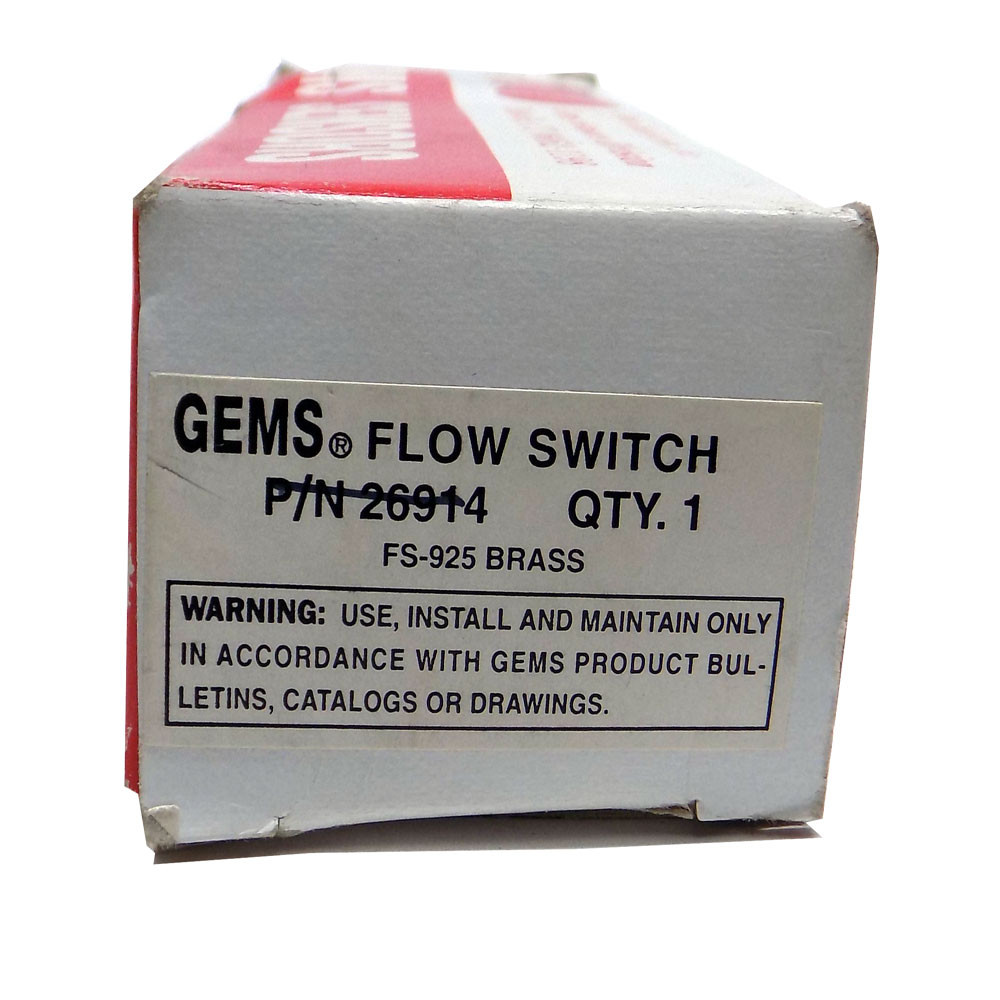 GEMS® FLOW SWITCH
P/N 26914 QTY. 1
FS-925 BRASS
WARNING: USE, INSTALL AND MAINTAIN ONLY
IN ACCORDANCE WITH GEMS PRODUCT BUL-
LETINS, CATALOGS OR DRAWINGS.